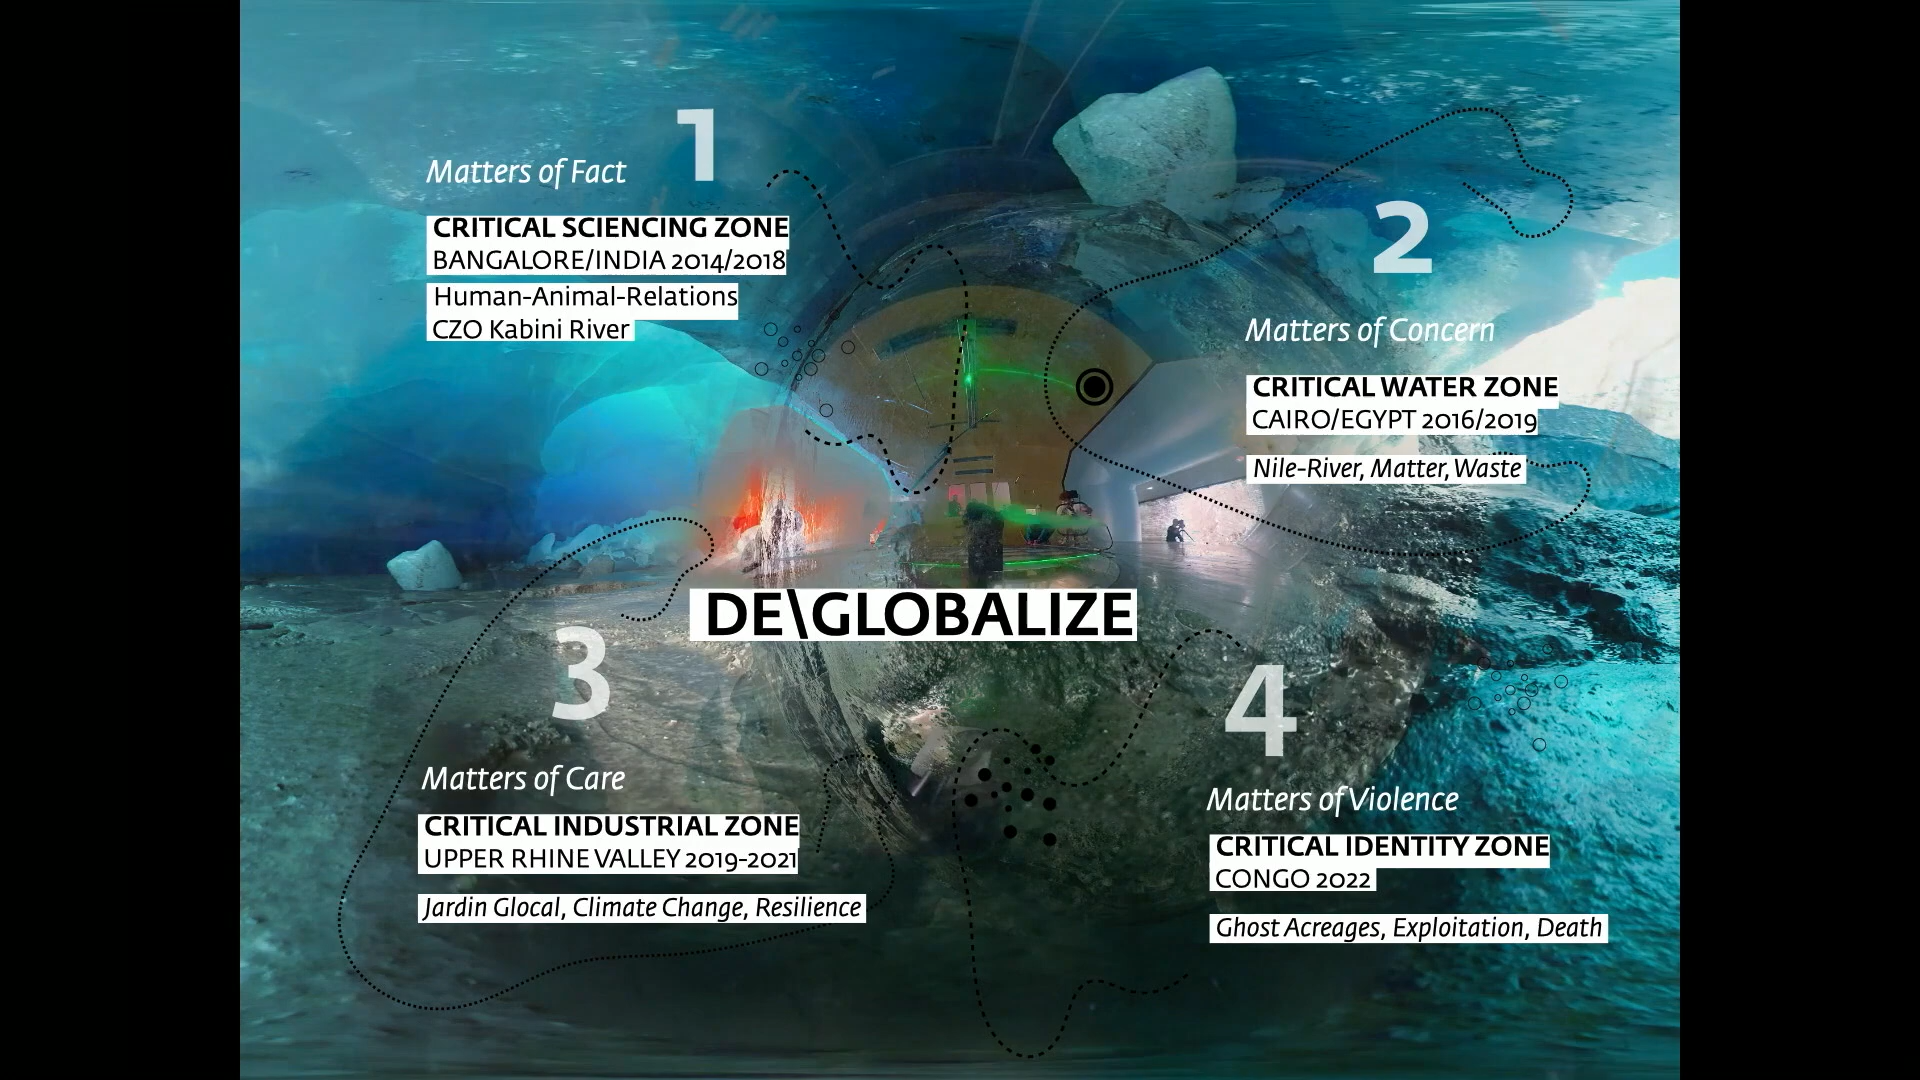 1
Matters of Fact
CRITICAL SCIENCING ZONE
BANGALORE/INDIA 2014/2018
Human-Animal-Relations
CZO Kabini River
2
Matters of Concern
CRITICAL WATER ZONE
CAIRO/EGYPT 2016/2019
Nile-River, Matter, Waste
DE\GLOBALIZE
3
Matters of Care
CRITICAL INDUSTRIAL ZONE
UPPER RHINE VALLEY 2019-2021
Jardin Glocal, Climate Change, Resilience
4
Matters of Violence
CRITICAL IDENTITY ZONE
CONGO 2022
Ghost Acreages, Exploitation, Death